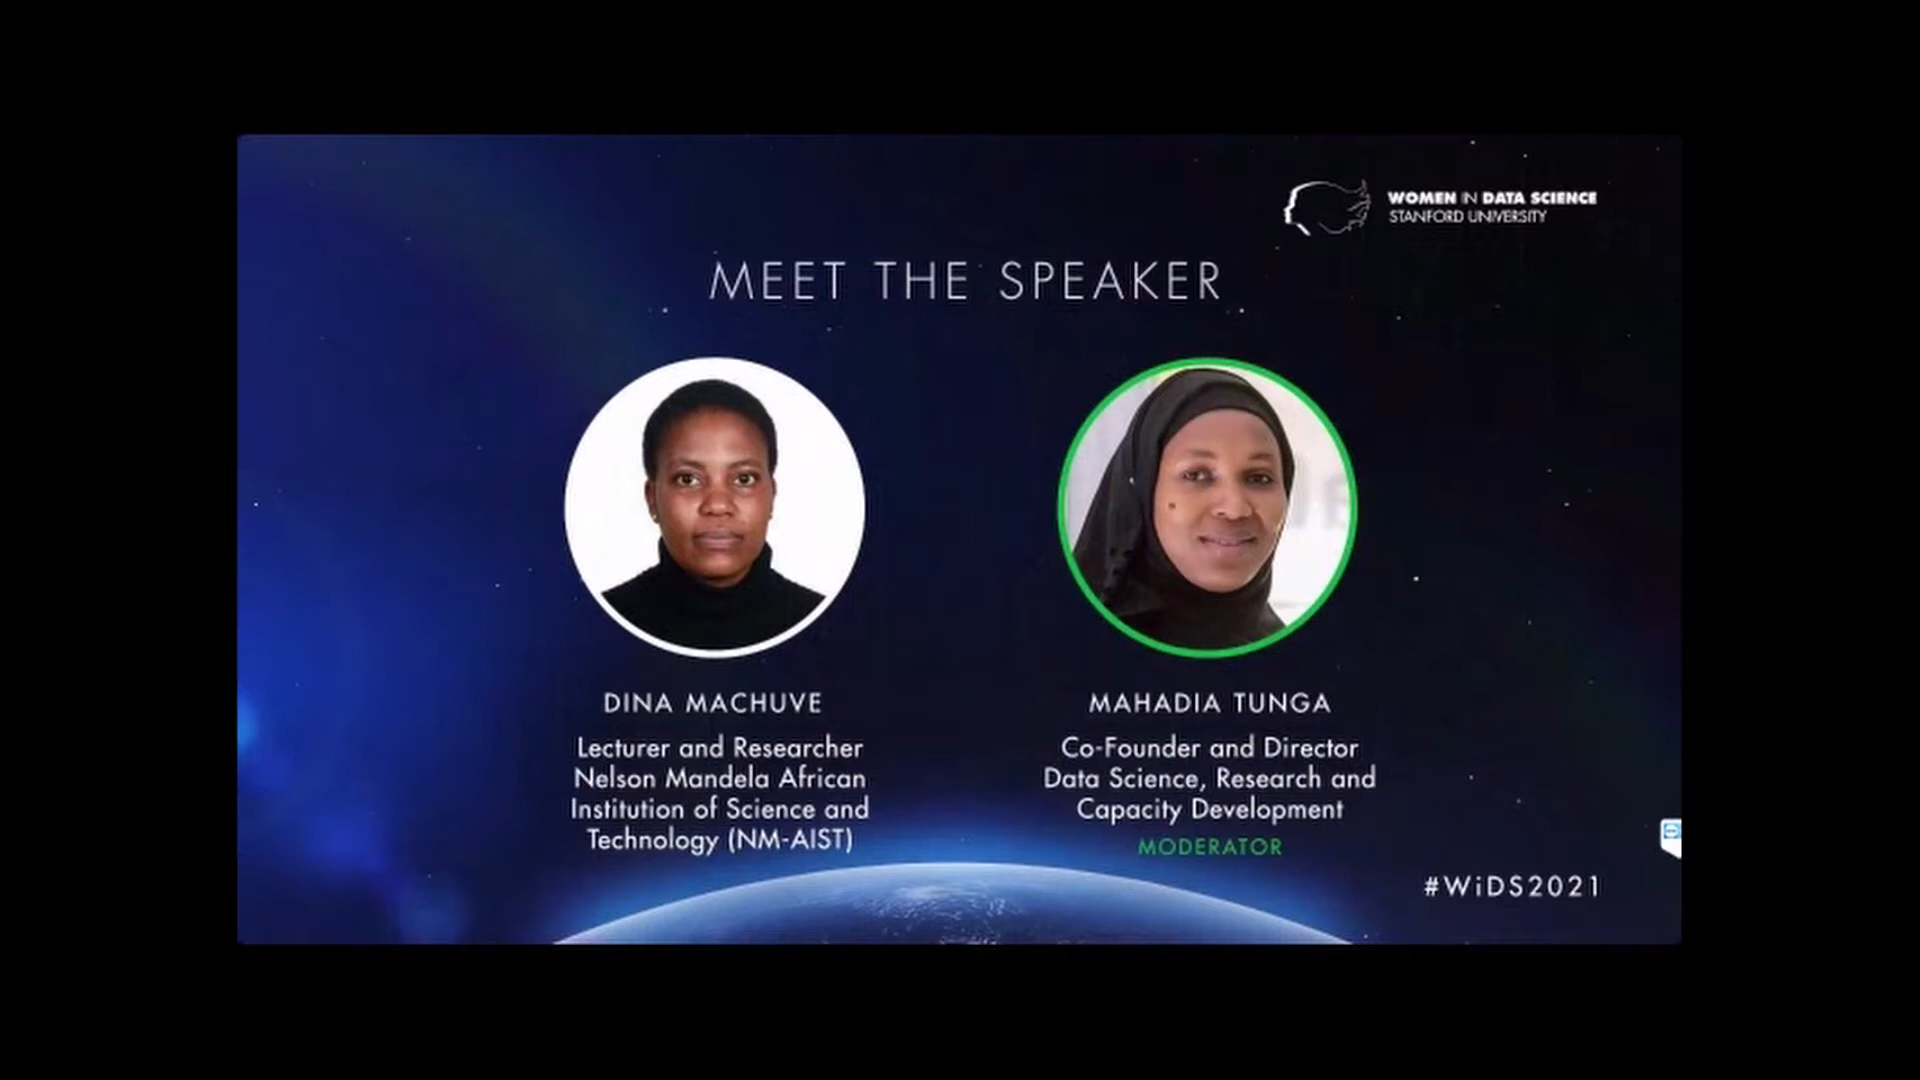 WOMEN IN DATA SCIENCE
STANFORD UNIVERSITY
MEET THE SPEAKER
DINA MACHUVE
Lecturer and Researcher
Nelson Mandela African
Institution of Science and
Technology (NM-AIST)
MAHADIA TUNGA
Co-Founder and Director
Data Science, Research and
Capacity Development
MODERATOR
#WiDS2021